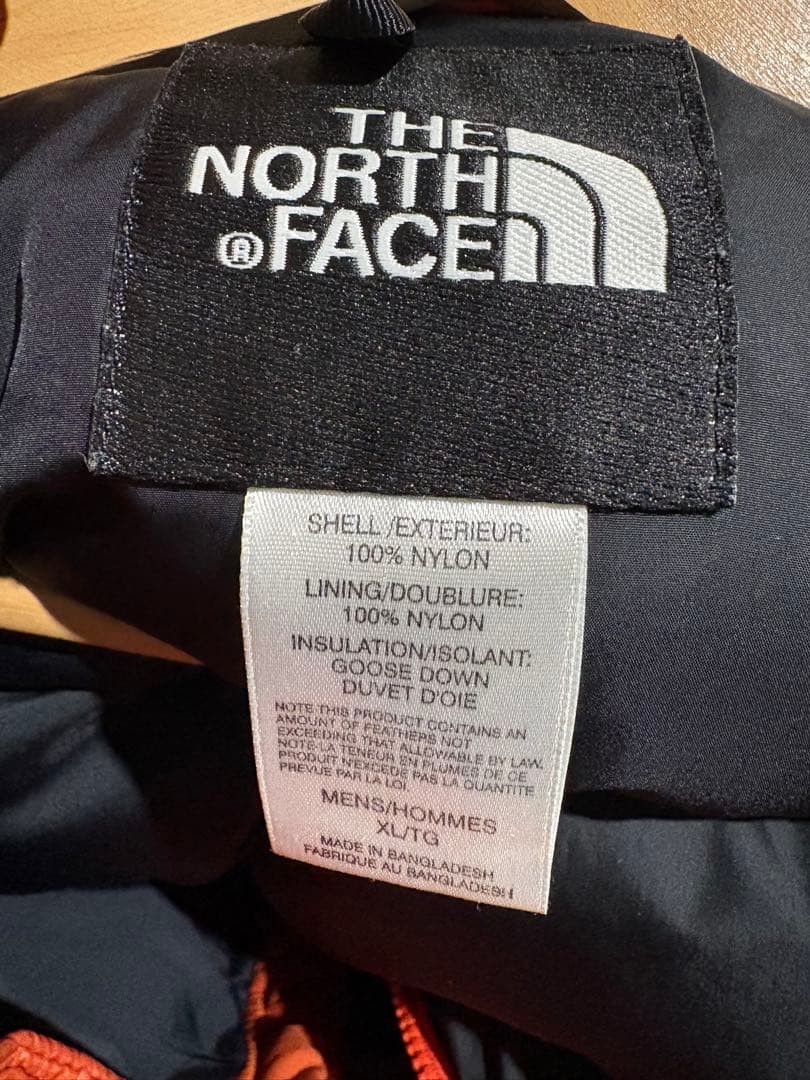 THE
NORTH
® FACE
SHELL/EXTERIEUR:
100% NYLON
LINING/DOUBLURE:
100% NYLON
INSULATION/ISOLANT:
GOOSE DOWN
DUVET D'OIE
NOTE THIS PRODUCT CONTAINS AN
AMOUNT OF FEATHERS NOT
EXCEEDING THAT ALLOWABLE BY LAW.
NOTE-LA TENEUR EN PLUMES DE CE
PRODUIT N'EXCEDE PAS LA QUANTITE
PREVUE PAR LA LOI
MENS/HOMMES
XL/TG
MADE IN BANGLADESH
FABRIQUE AU BANGLADESH